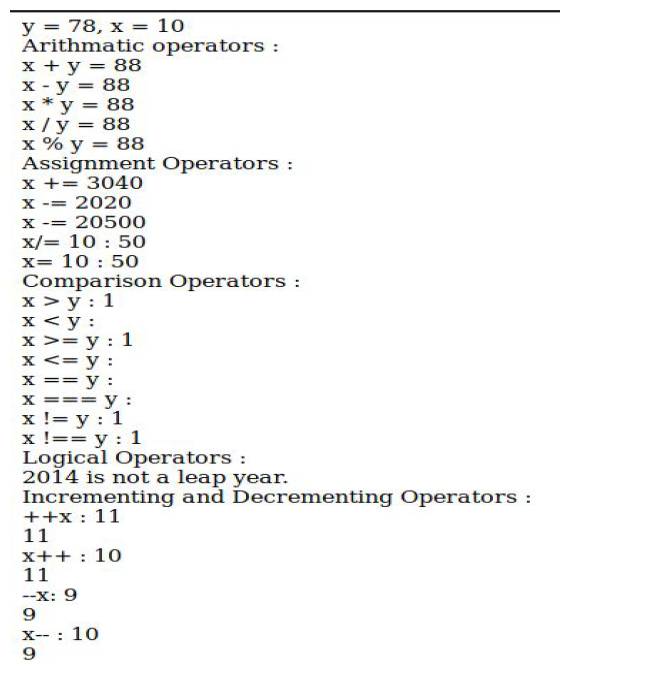 y = 78, x = 10
Arithmatic operators :
x + y = 88
x - y = 88
x * y = 88
x / y = 88
x % y = 88
Assignment Operators :
x += 3040
x -= 2020
x -= 20500
x/= 10 : 50
x= 10 : 50
Comparison Operators :
x > y : 1
x < y :
x >= y : 1
x <= y :
x == y :
x === y :
x != y : 1
x !== y : 1
Logical Operators :
2014 is not a leap year.
Incrementing and Decrementing Operators :
++x : 11
11
x++ : 10
11
--x: 9
9
x-- : 10
9